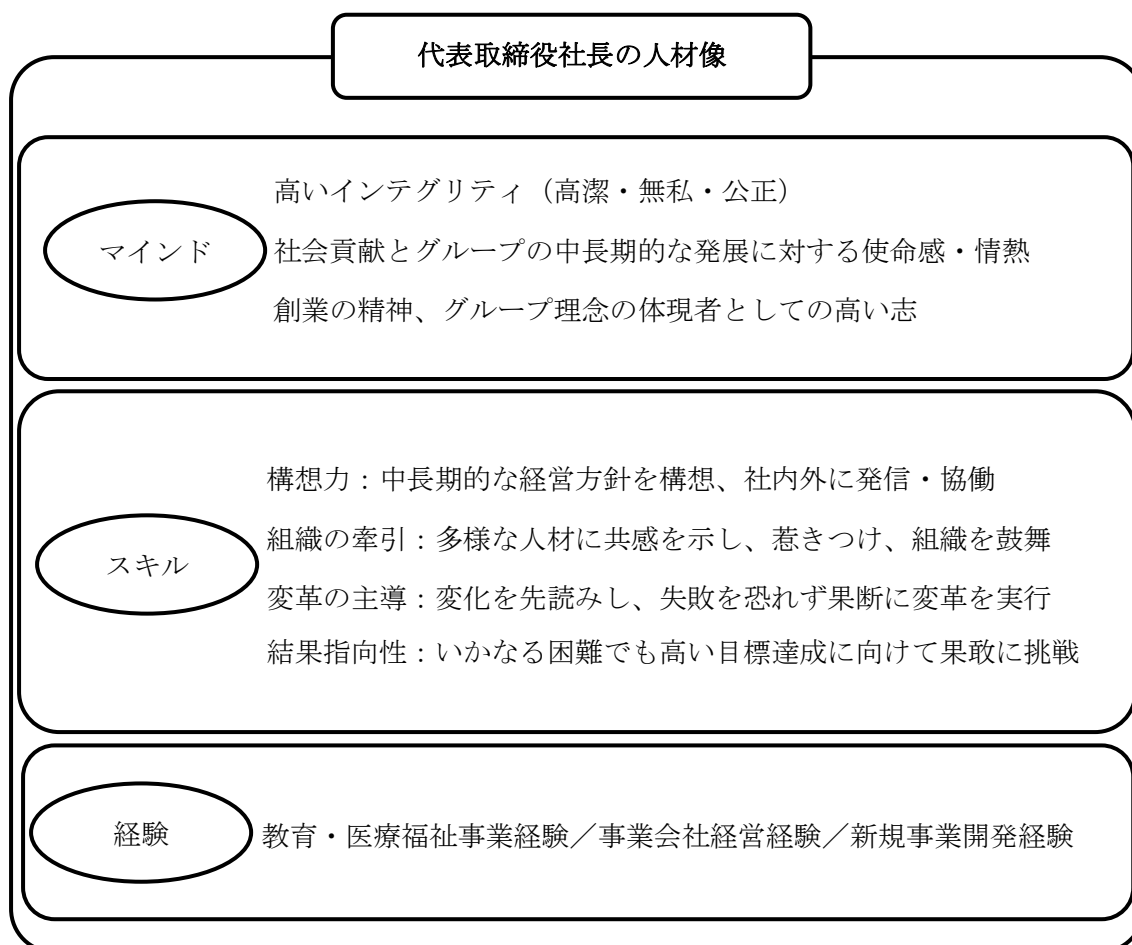 代表取締役社長の人材像
マインド
高いインテグリティ（高潔・無私・公正）
社会貢献とグループの中長期的な発展に対する使命感・情熱
創業の精神、グループ理念の体現者としての高い志
スキル
構想力：中長期的な経営方針を構想、社内外に発信・協働
組織の牽引：多様な人材に共感を示し、惹きつけ、組織を鼓舞
変革の主導：変化を先読みし、失敗を恐れず果断に変革を実行
結果指向性：いかなる困難でも高い目標達成に向けて果敢に挑戦
経験
教育・医療福祉事業経験／事業会社経営経験／新規事業開発経験